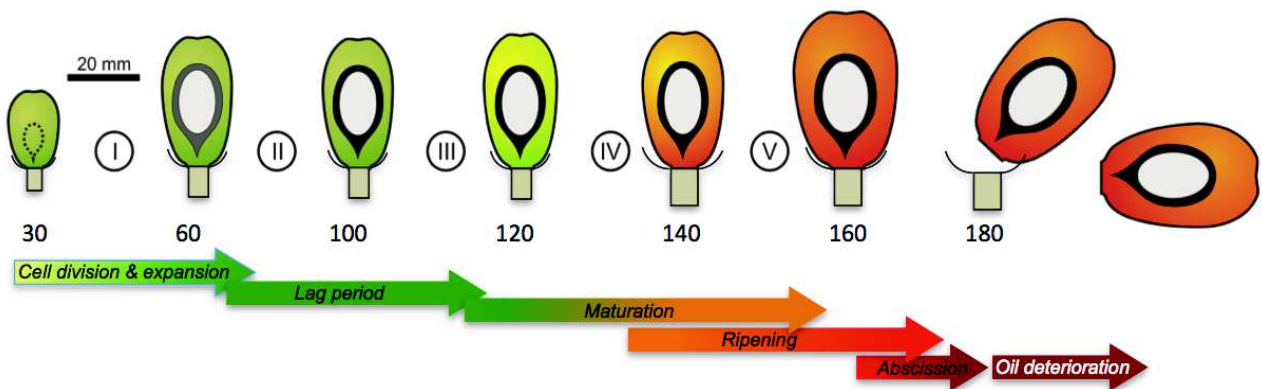 20 mm
I II III IV V
30 60 100 120 140 160 180
Cell division & expansion
Lag period
Maturation
Ripening
Abscission
Oil deterioration